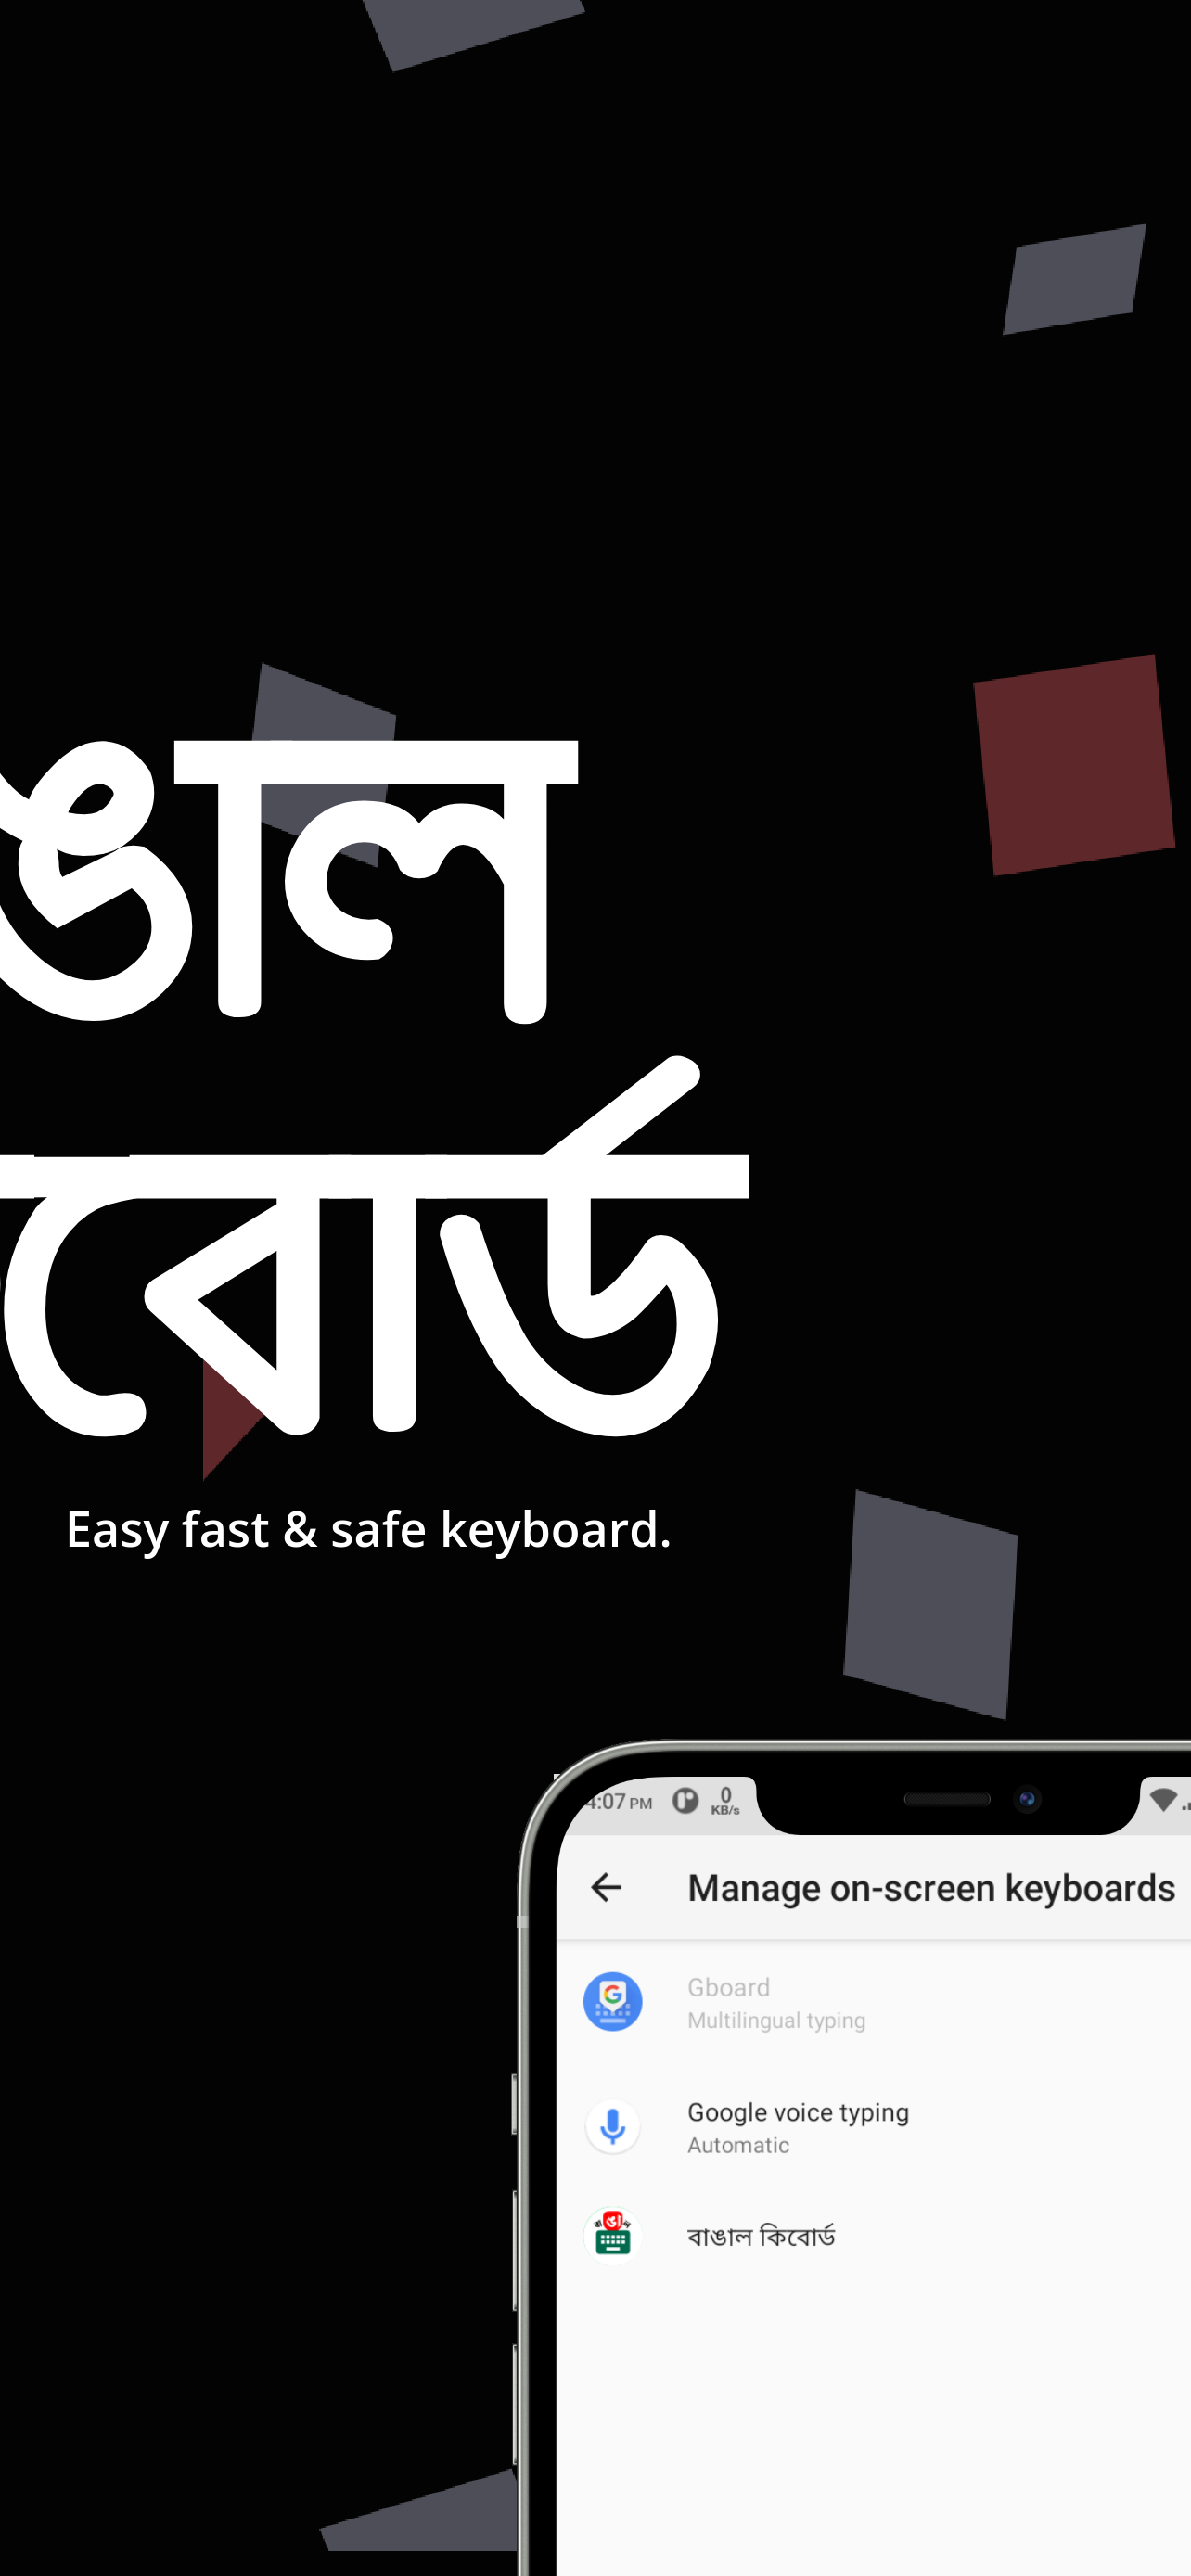 ঙাল
বোর্ড
Easy fast & safe keyboard.
4:07 PM
0
KB/s
Manage on-screen keyboards
Gboard
Multilingual typing
Google voice typing
Automatic
বাঙাল কিবোর্ড